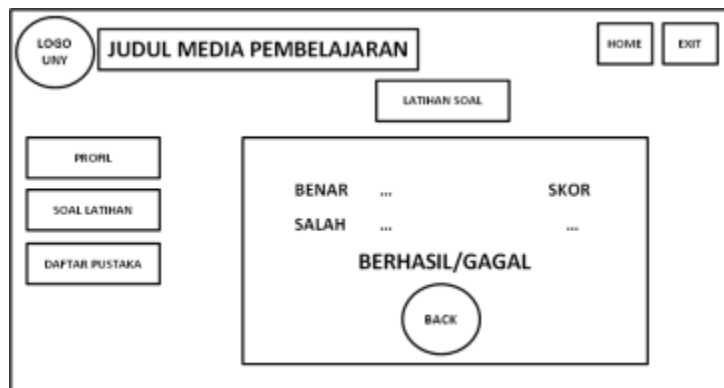 LOGO
UNY
JUDUL MEDIA PEMBELAJARAN
HOME
EXIT
LATIHAN SOAL
PROFIL
SOAL LATIHAN
DAFTAR PUSTAKA
BENAR ... SKOR
SALAH ... ...
BERHASIL/GAGAL
BACK